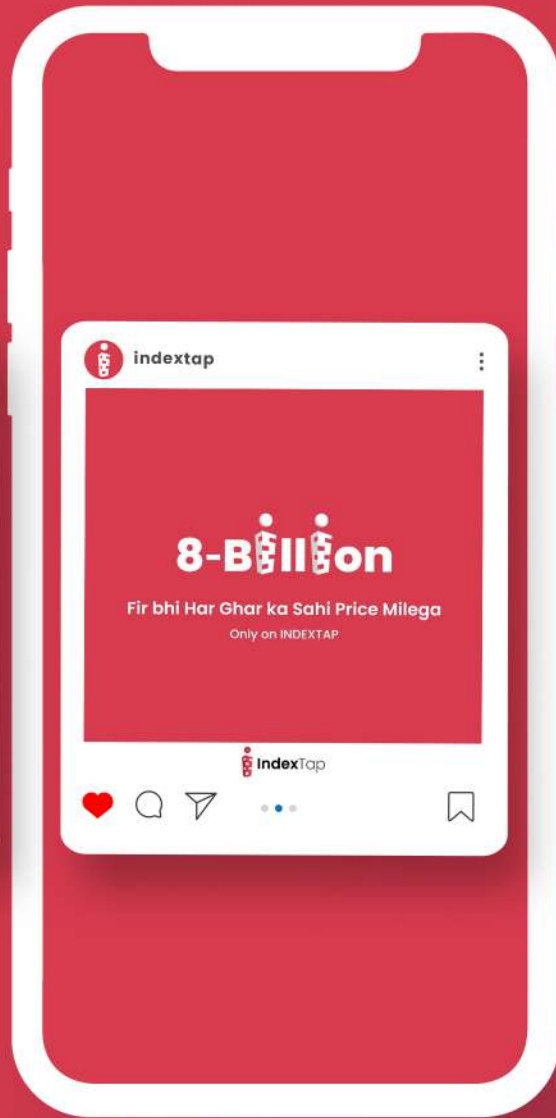 indextap
8-Billion
Fir bhi Har Ghar ka Sahi Price Milega
Only on INDEXTAP
IndexTap